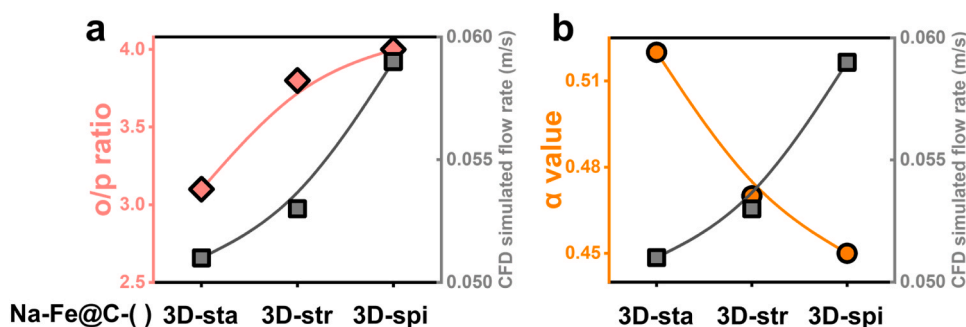 a
4.0
3.5
3.0
2.5
o/p ratio
0.060
0.055
0.050
CFD simulated flow rate (m/s)
b
0.51
0.48
0.45
α value
0.060
0.055
0.050
CFD simulated flow rate (m/s)
Na-Fe@C-( ) 3D-sta 3D-str 3D-spi
3D-sta 3D-str 3D-spi